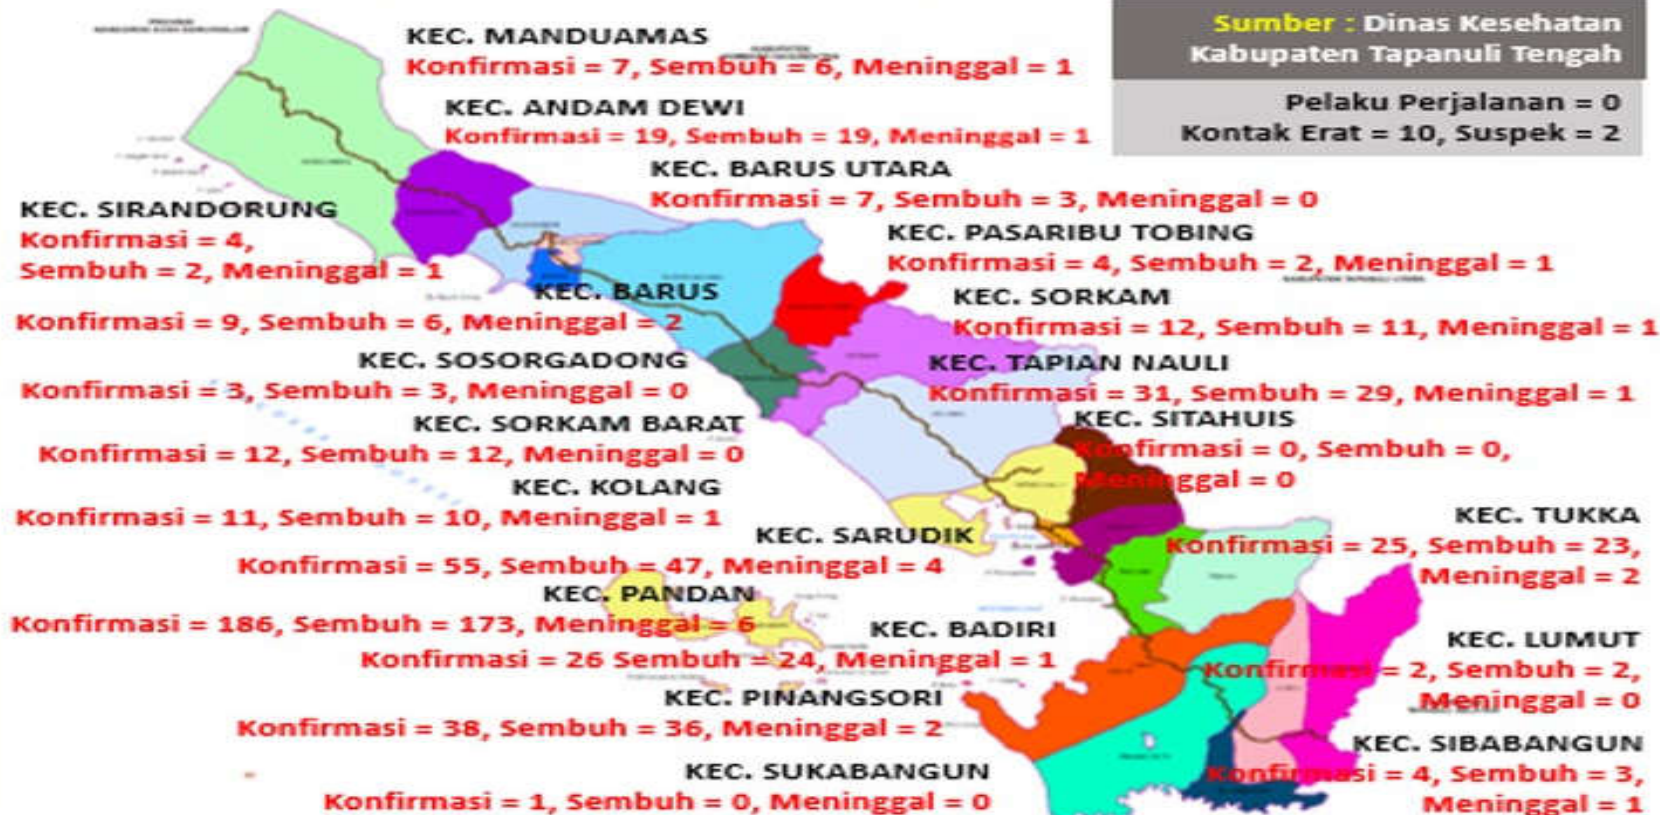 KEC. MANDUAMAS
Konfirmasi = 7, Sembuh = 6, Meninggal = 1
Sumber : Dinas Kesehatan
Kabupaten Tapanuli Tengah
Pelaku Perjalanan = 0
Kontak Erat = 10, Suspek = 2
KEC. ANDAM DEWI
Konfirmasi = 19, Sembuh = 19, Meninggal = 1
KEC. BARUS UTARA
Konfirmasi = 7, Sembuh = 3, Meninggal = 0
KEC. SIRANDORUNG
Konfirmasi = 4,
Sembuh = 2, Meninggal = 1
KEC. PASARIBU TOBING
Konfirmasi = 4, Sembuh = 2, Meninggal = 1
KEC. BARUS
Konfirmasi = 9, Sembuh = 6, Meninggal = 2
KEC. SORKAM
Konfirmasi = 12, Sembuh = 11, Meninggal = 1
KEC. SOSORGADONG
Konfirmasi = 3, Sembuh = 3, Meninggal = 0
KEC. TAPIAN NAULI
Konfirmasi = 31, Sembuh = 29, Meninggal = 1
KEC. SORKAM BARAT
Konfirmasi = 12, Sembuh = 12, Meninggal = 0
KEC. SITAHUIS
Konfirmasi = 0, Sembuh = 0,
Meninggal = 0
KEC. KOLANG
Konfirmasi = 11, Sembuh = 10, Meninggal = 1
KEC. SARUDIK
Konfirmasi = 55, Sembuh = 47, Meninggal = 4
KEC. TUKKA
Konfirmasi = 25, Sembuh = 23,
Meninggal = 2
KEC. PANDAN
Konfirmasi = 186, Sembuh = 173, Meninggal = 6
KEC. BADIRI
Konfirmasi = 26 Sembuh = 24, Meninggal = 1
KEC. LUMUT
Konfirmasi = 2, Sembuh = 2,
Meninggal = 0
KEC. PINANGSORI
Konfirmasi = 38, Sembuh = 36, Meninggal = 2
KEC. SIBABANGUN
Konfirmasi = 4, Sembuh = 3,
Meninggal = 1
KEC. SUKABANGUN
Konfirmasi = 1, Sembuh = 0, Meninggal = 0